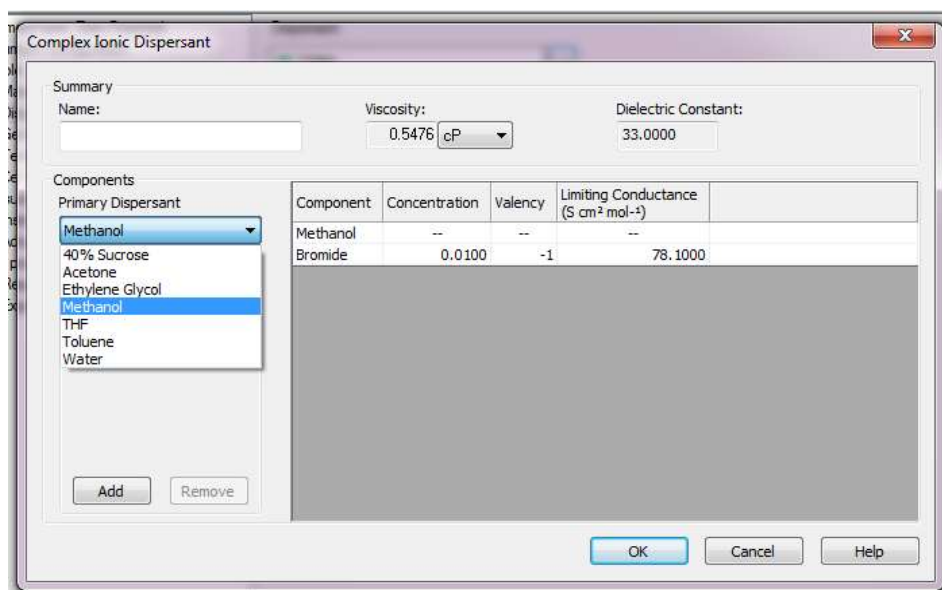 Complex Ionic Dispersant
Summary
Name: Viscosity: Dielectric Constant:
0.5476 cP 33.0000
Components
Primary Dispersant
Methanol
40% Sucrose
Acetone
Ethylene Glycol
Methanol
THF
Toluene
Water
Add Remove
Component Concentration Valency Limiting Conductance (S cm² mol-¹)
Methanol -- -- --
Bromide 0.0100 -1 78.1000
OK Cancel Help